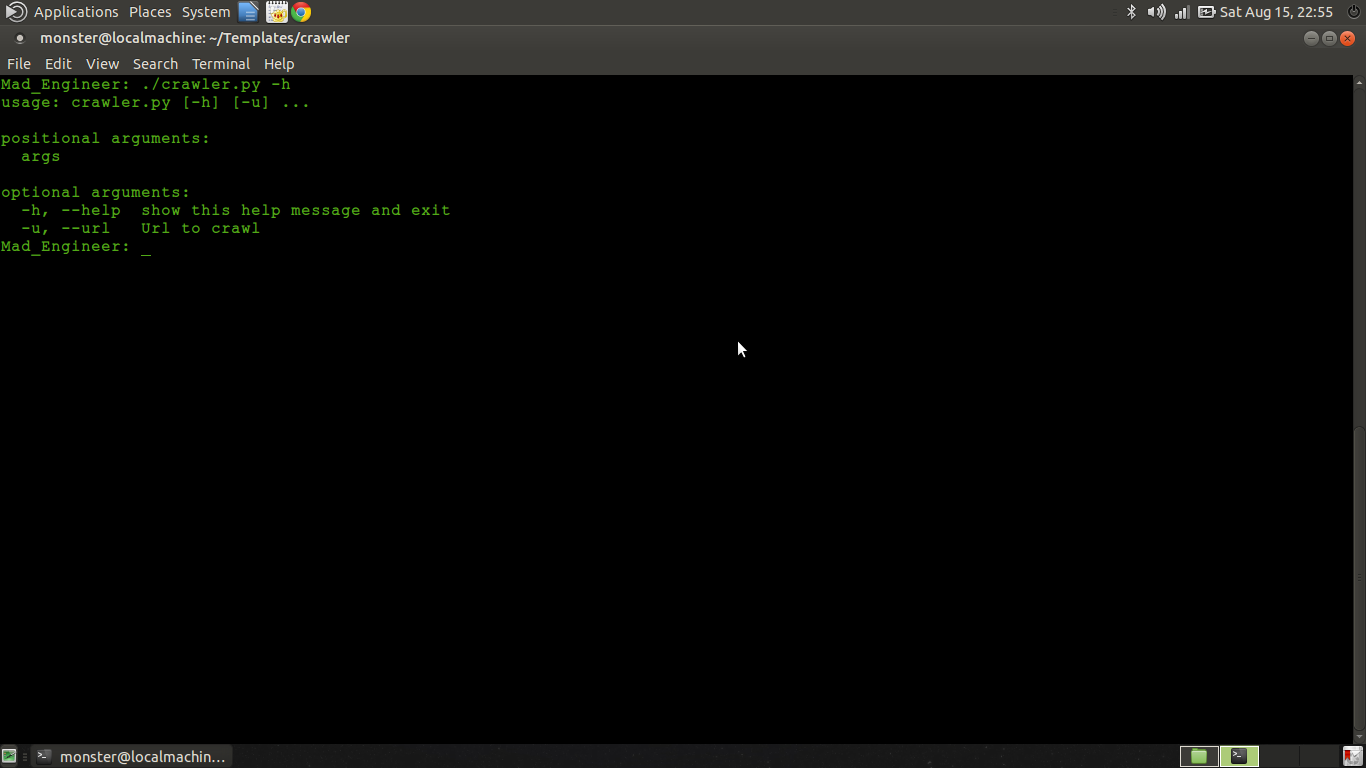 Applications Places System Sat Aug 15, 22:55
monster@localmachine: ~/Templates/crawler
File Edit View Search Terminal Help
Mad_Engineer: ./crawler.py -h
usage: crawler.py [-h] [-u] ...
positional arguments:
  args
optional arguments:
  -h, --help  show this help message and exit
  -u, --url   Url to crawl
Mad_Engineer: _
monster@localmachin...